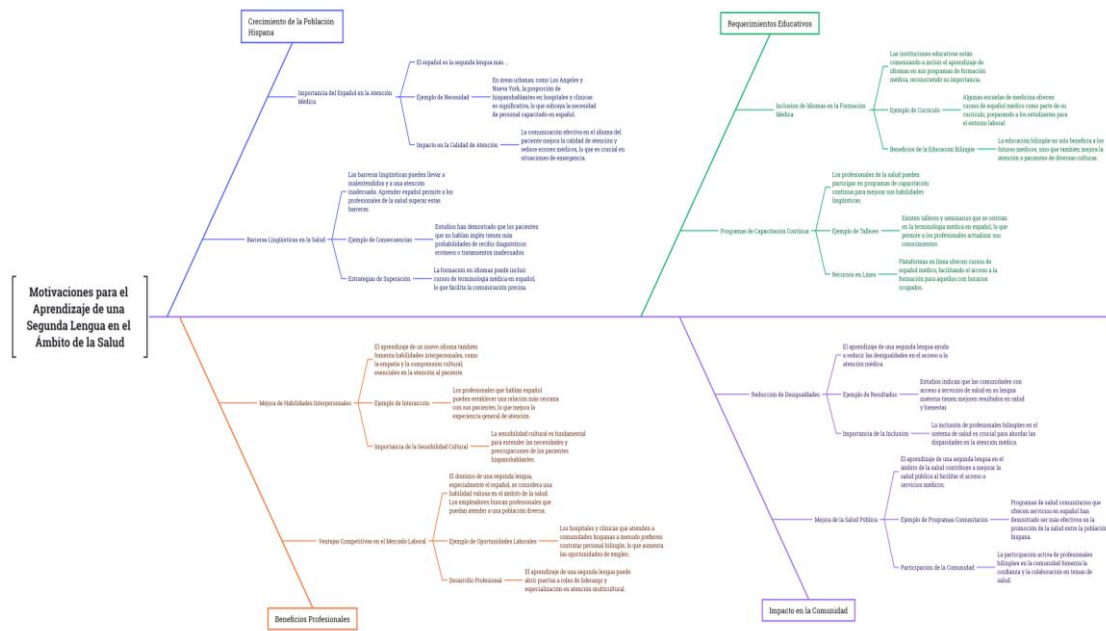 Motivaciones para el
Aprendizaje de una
Segunda Lengua en el
Ámbito de la Salud
Crecimiento de la Población
Hispana
Importancia del Español en la Atención
Médica
El español es la segunda lengua más ...
Ejemplo de Necesidad
En áreas urbanas, como Los Ángeles y
Nueva York, la proporción de
hispanohablantes en hospitales y clínicas
es significativa, lo que subraya la necesidad
de personal capacitado en español.
Impacto en la Calidad de Atención
La comunicación efectiva en el idioma del
paciente mejora la calidad de atención y
reduce errores médicos, lo que es crucial en
situaciones de emergencia.
Barreras Lingüísticas en la Salud
Las barreras lingüísticas pueden llevar a
malentendidos y a una atención
inadecuada. Aprender español permite a los
profesionales de la salud superar estas
barreras.
Ejemplo de Consecuencias
Estudios han demostrado que los pacientes
que no hablan inglés tienen más
probabilidades de recibir diagnósticos
erróneos o tratamientos inadecuados.
Estrategias de Superación
La formación en idiomas puede incluir
cursos de terminología médica en español,
lo que facilita la comunicación precisa.
Requerimientos Educativos
Inclusión de Idiomas en la Formación
Médica
Las instituciones educativas están
comenzando a incluir el aprendizaje de
idiomas en sus programas de formación
médica, reconociendo su importancia.
Ejemplo de Currículo
Algunas escuelas de medicina ofrecen
cursos de español médico como parte de su
currículo, preparando a los estudiantes para
el entorno laboral.
Beneficios de la Educación Bilingüe
La educación bilingüe no solo beneficia a los
futuros médicos, sino que también mejora la
atención a pacientes de diversas culturas.
Programas de Capacitación Continua
Los profesionales de la salud pueden
participar en programas de capacitación
continua para mejorar sus habilidades
lingüísticas.
Ejemplo de Talleres
Existen talleres y seminarios que se centran
en la terminología médica en español, lo que
permite a los profesionales actualizar sus
conocimientos.
Recursos en Línea
Plataformas en línea ofrecen cursos de
español médico, facilitando el acceso a la
formación para aquellos con horarios
ocupados.
Mejora de Habilidades Interpersonales
El aprendizaje de un nuevo idioma también
fomenta habilidades interpersonales, como
la empatía y la comprensión cultural,
esenciales en la atención al paciente.
Ejemplo de Interacción
Los profesionales que hablan español
pueden establecer una relación más cercana
con sus pacientes, lo que mejora la
experiencia general de atención.
Importancia de la Sensibilidad Cultural
La sensibilidad cultural es fundamental
para entender las necesidades y
preocupaciones de los pacientes
hispanohablantes.
Ventajas Competitivas en el Mercado Laboral
El dominio de una segunda lengua,
especialmente el español, se considera una
habilidad valiosa en el ámbito de la salud.
Los empleadores buscan profesionales que
puedan atender a una población diversa.
Ejemplo de Oportunidades Laborales
Los hospitales y clínicas que atienden a
comunidades hispanas a menudo prefieren
contratar personal bilingüe, lo que aumenta
las oportunidades de empleo.
Desarrollo Profesional
El aprendizaje de una segunda lengua puede
abrir puertas a roles de liderazgo y
especialización en atención multicultural.
Beneficios Profesionales
Reducción de Desigualdades
El aprendizaje de una segunda lengua ayuda
a reducir las desigualdades en el acceso a la
atención médica.
Ejemplo de Resultados
Estudios indican que las comunidades con
acceso a servicios de salud en su lengua
materna tienen mejores resultados en salud
y bienestar.
Importancia de la Inclusión
La inclusión de profesionales bilingües en el
sistema de salud es crucial para abordar las
disparidades en la atención médica.
Mejora de la Salud Pública
El aprendizaje de una segunda lengua en el
ámbito de la salud contribuye a mejorar la
salud pública al facilitar el acceso a
servicios médicos.
Ejemplo de Programas Comunitarios
Programas de salud comunitarios que
ofrecen servicios en español han
demostrado ser más efectivos en la
promoción de la salud entre la población
hispana.
Participación de la Comunidad
La participación activa de profesionales
bilingües en la comunidad fomenta la
confianza y la colaboración en temas de
salud.
Impacto en la Comunidad